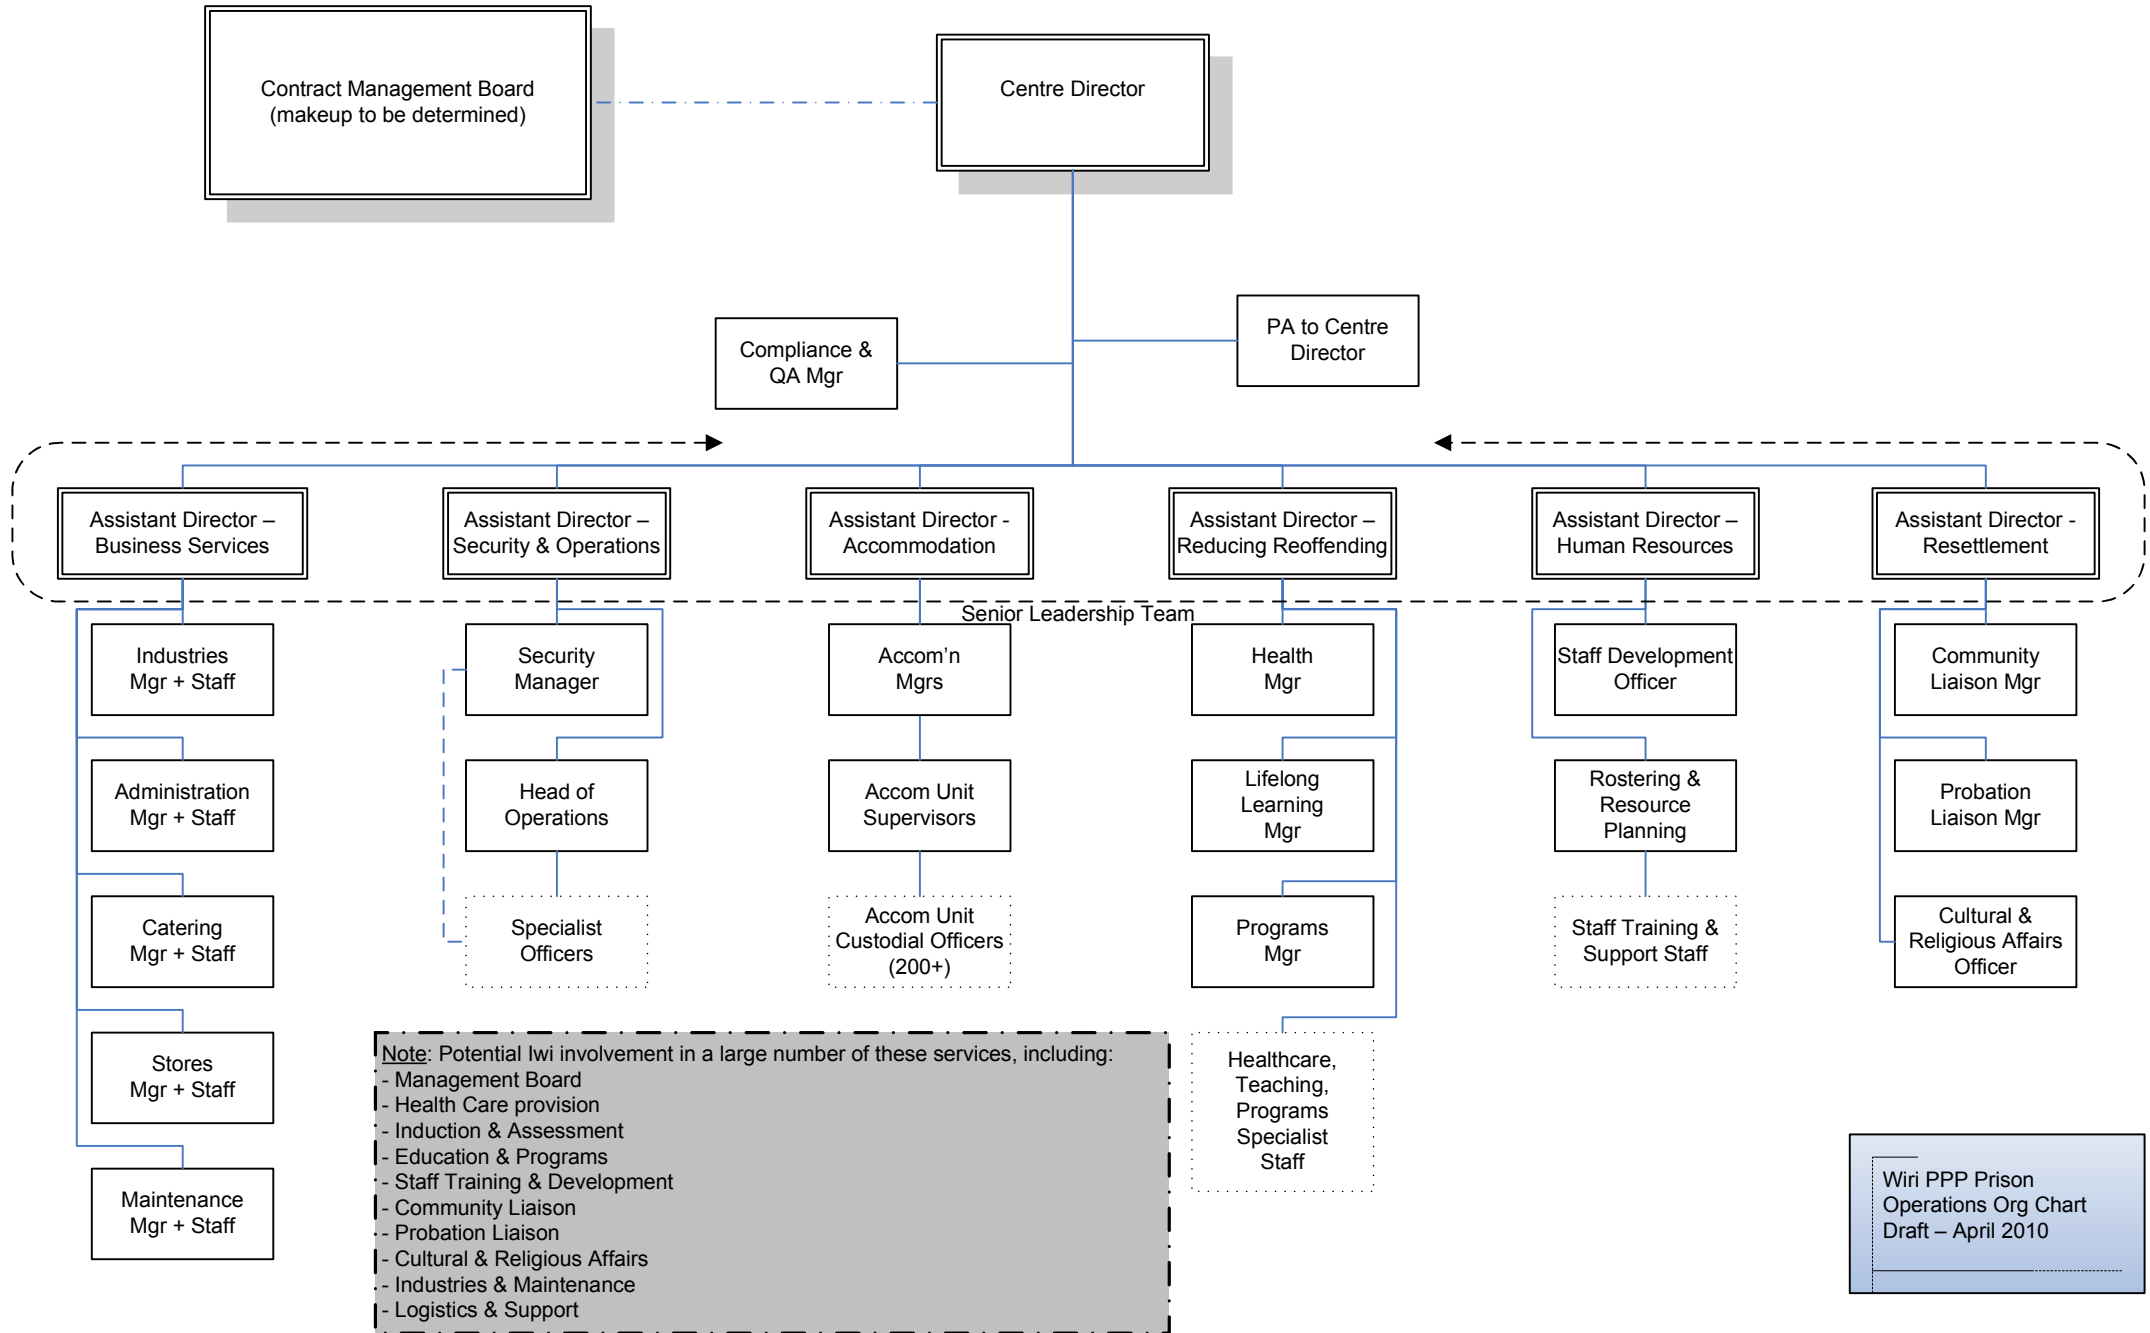 Contract Management Board
(makeup to be determined)
Centre Director
Compliance &
QA Mgr
PA to Centre
Director
Assistant Director –
Business Services
Assistant Director –
Security & Operations
Assistant Director -
Accommodation
Assistant Director –
Reducing Reoffending
Assistant Director –
Human Resources
Assistant Director -
Resettlement
Senior Leadership Team
Industries
Mgr + Staff
Security
Manager
Accom’n
Mgrs
Health
Mgr
Staff Development
Officer
Community
Liaison Mgr
Administration
Mgr + Staff
Head of
Operations
Accom Unit
Supervisors
Lifelong
Learning
Mgr
Rostering &
Resource
Planning
Probation
Liaison Mgr
Catering
Mgr + Staff
Specialist
Officers
Accom Unit
Custodial Officers
(200+)
Programs
Mgr
Staff Training &
Support Staff
Cultural &
Religious Affairs
Officer
Stores
Mgr + Staff
Maintenance
Mgr + Staff
Note: Potential Iwi involvement in a large number of these services, including:
- Management Board
- Health Care provision
- Induction & Assessment
- Education & Programs
- Staff Training & Development
- Community Liaison
- Probation Liaison
- Cultural & Religious Affairs
- Industries & Maintenance
- Logistics & Support
Healthcare,
Teaching,
Programs
Specialist
Staff
Wiri PPP Prison
Operations Org Chart
Draft – April 2010